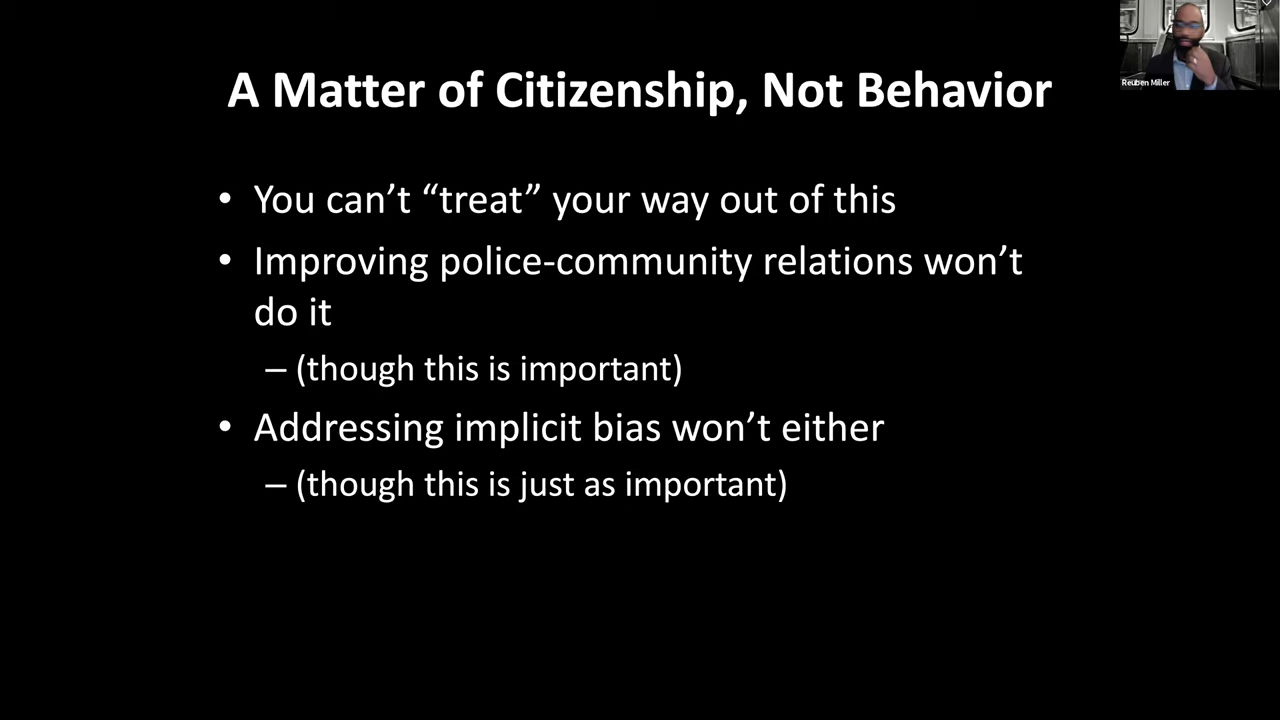 A Matter of Citizenship, Not Behavior
Reuben Miller
• You can’t “treat” your way out of this
• Improving police-community relations won’t
do it
– (though this is important)
• Addressing implicit bias won’t either
– (though this is just as important)